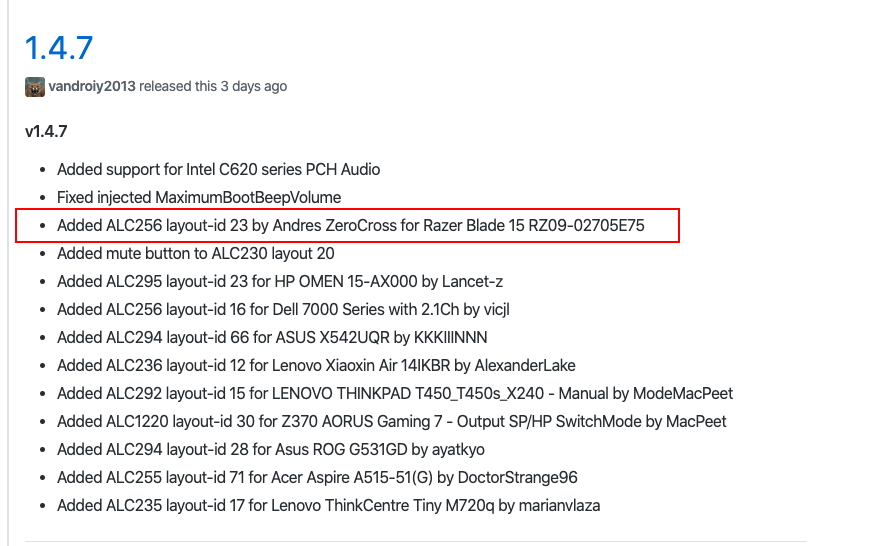 1.4.7
vandroiy2013 released this 3 days ago
v1.4.7
• Added support for Intel C620 series PCH Audio
• Fixed injected MaximumBootBeepVolume
• Added ALC256 layout-id 23 by Andres ZeroCross for Razer Blade 15 RZ09-02705E75
• Added mute button to ALC230 layout 20
• Added ALC295 layout-id 23 for HP OMEN 15-AX000 by Lancet-z
• Added ALC256 layout-id 16 for Dell 7000 Series with 2.1Ch by vicjl
• Added ALC294 layout-id 66 for ASUS X542UQR by KKKIIINNN
• Added ALC236 layout-id 12 for Lenovo Xiaoxin Air 14IKBR by AlexanderLake
• Added ALC292 layout-id 15 for LENOVO THINKPAD T450_T450s_X240 - Manual by ModeMacPeet
• Added ALC1220 layout-id 30 for Z370 AORUS Gaming 7 - Output SP/HP SwitchMode by MacPeet
• Added ALC294 layout-id 28 for Asus ROG G531GD by ayatkyo
• Added ALC255 layout-id 71 for Acer Aspire A515-51(G) by DoctorStrange96
• Added ALC235 layout-id 17 for Lenovo ThinkCentre Tiny M720q by marianvlaza